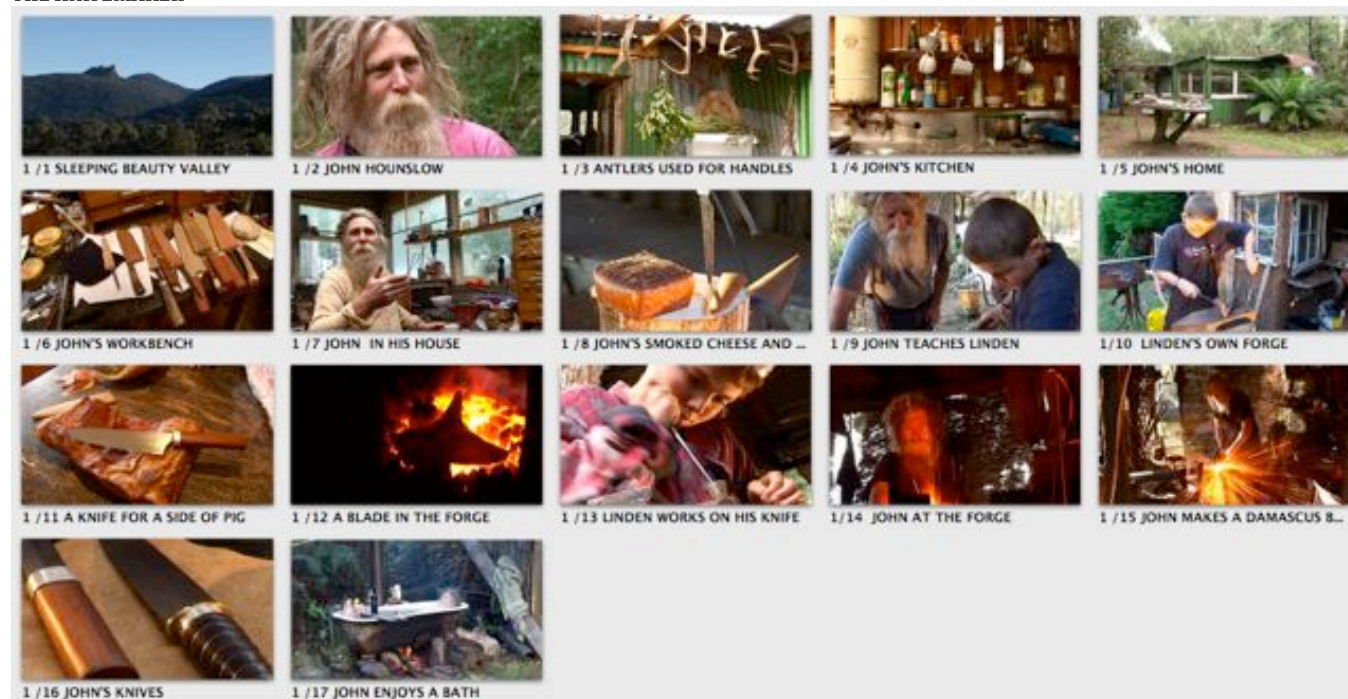 1 /1 SLEEPING BEAUTY VALLEY
1 /2 JOHN HOUNSLOW
1 /3 ANTLERS USED FOR HANDLES
1 /4 JOHN'S KITCHEN
1 /5 JOHN'S HOME
1 /6 JOHN'S WORKBENCH
1 /7 JOHN IN HIS HOUSE
1 /8 JOHN'S SMOKED CHEESE AND ...
1 /9 JOHN TEACHES LINDEN
1/10 LINDEN'S OWN FORGE
1 /11 A KNIFE FOR A SIDE OF PIG
1 /12 A BLADE IN THE FORGE
1 /13 LINDEN WORKS ON HIS KNIFE
1/14 JOHN AT THE FORGE
1 /15 JOHN MAKES A DAMASCUS B...
1 /16 JOHN'S KNIVES
1 /17 JOHN ENJOYS A BATH